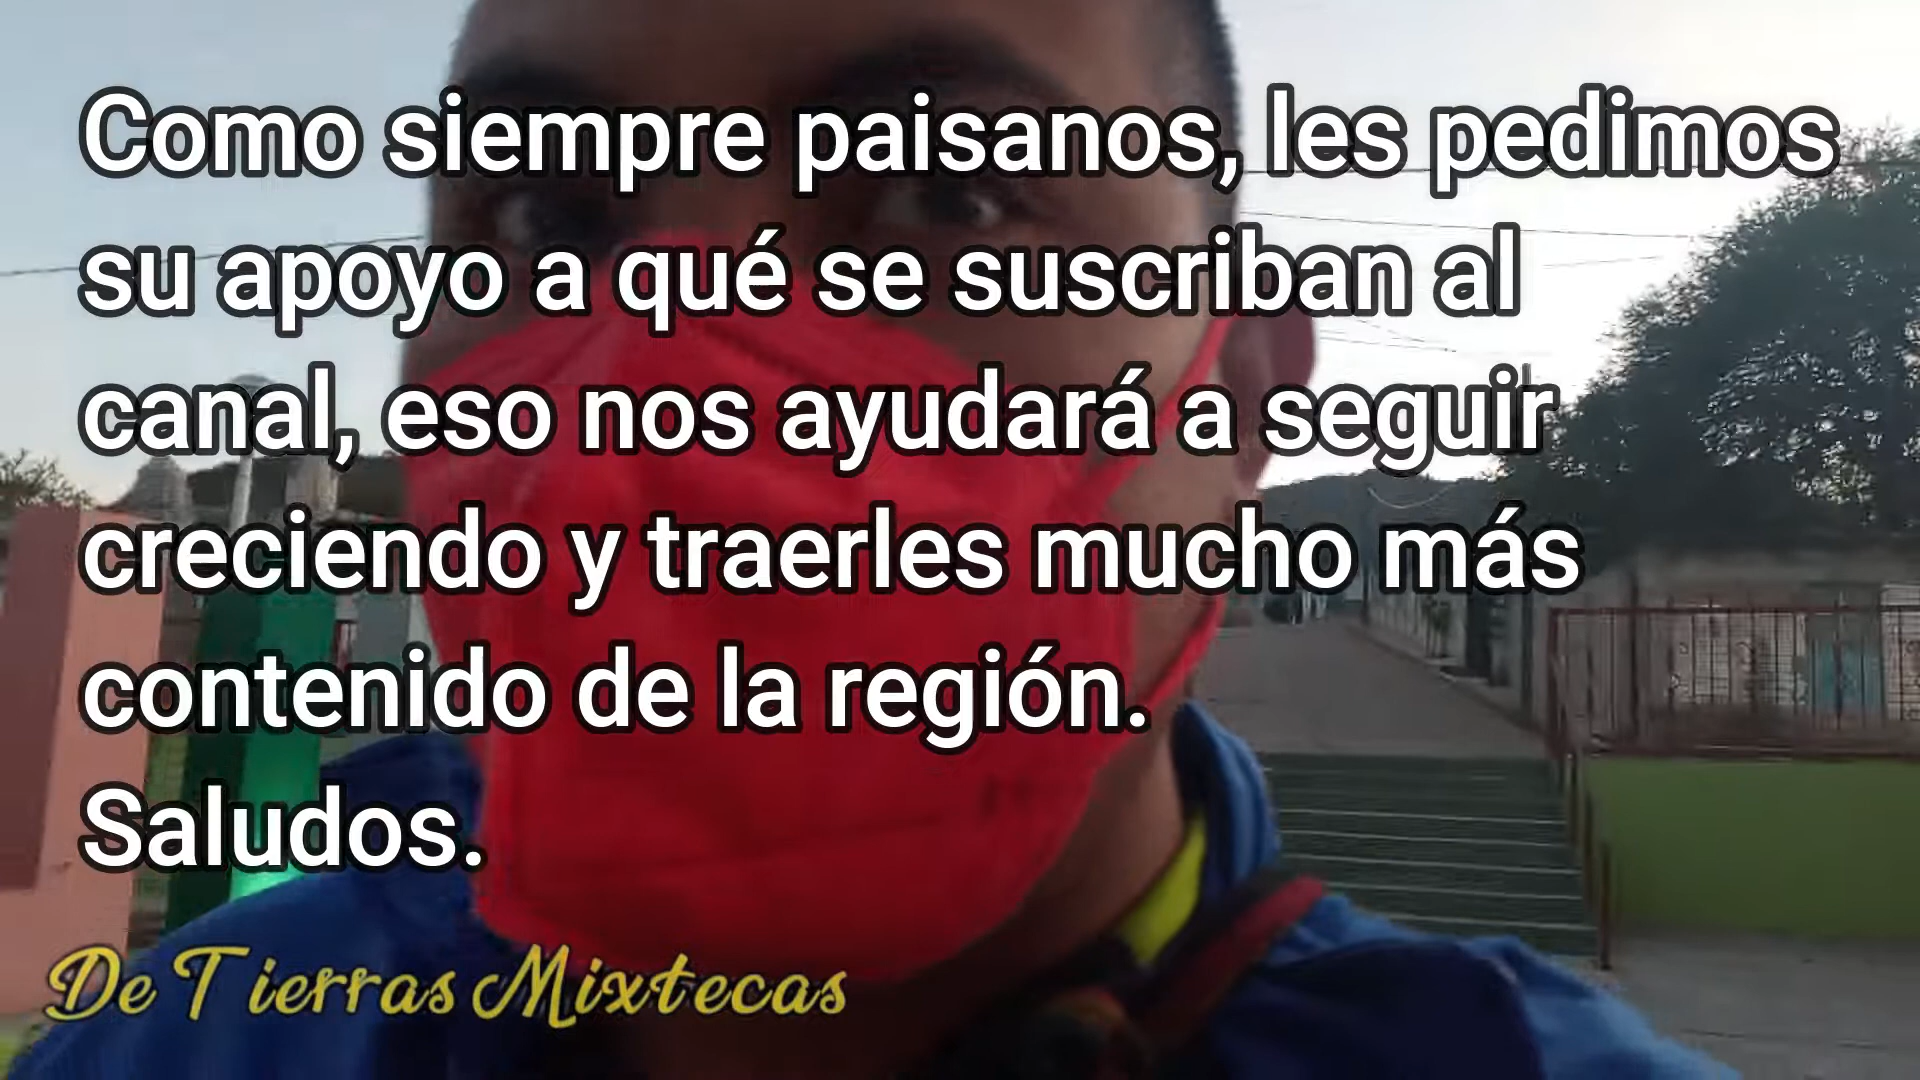 Como siempre paisanos, les pedimos
su apoyo a qué se suscriban al
canal, eso nos ayudará a seguir
creciendo y traerles mucho más
contenido de la región.
Saludos.
De Tierras Mixtecas